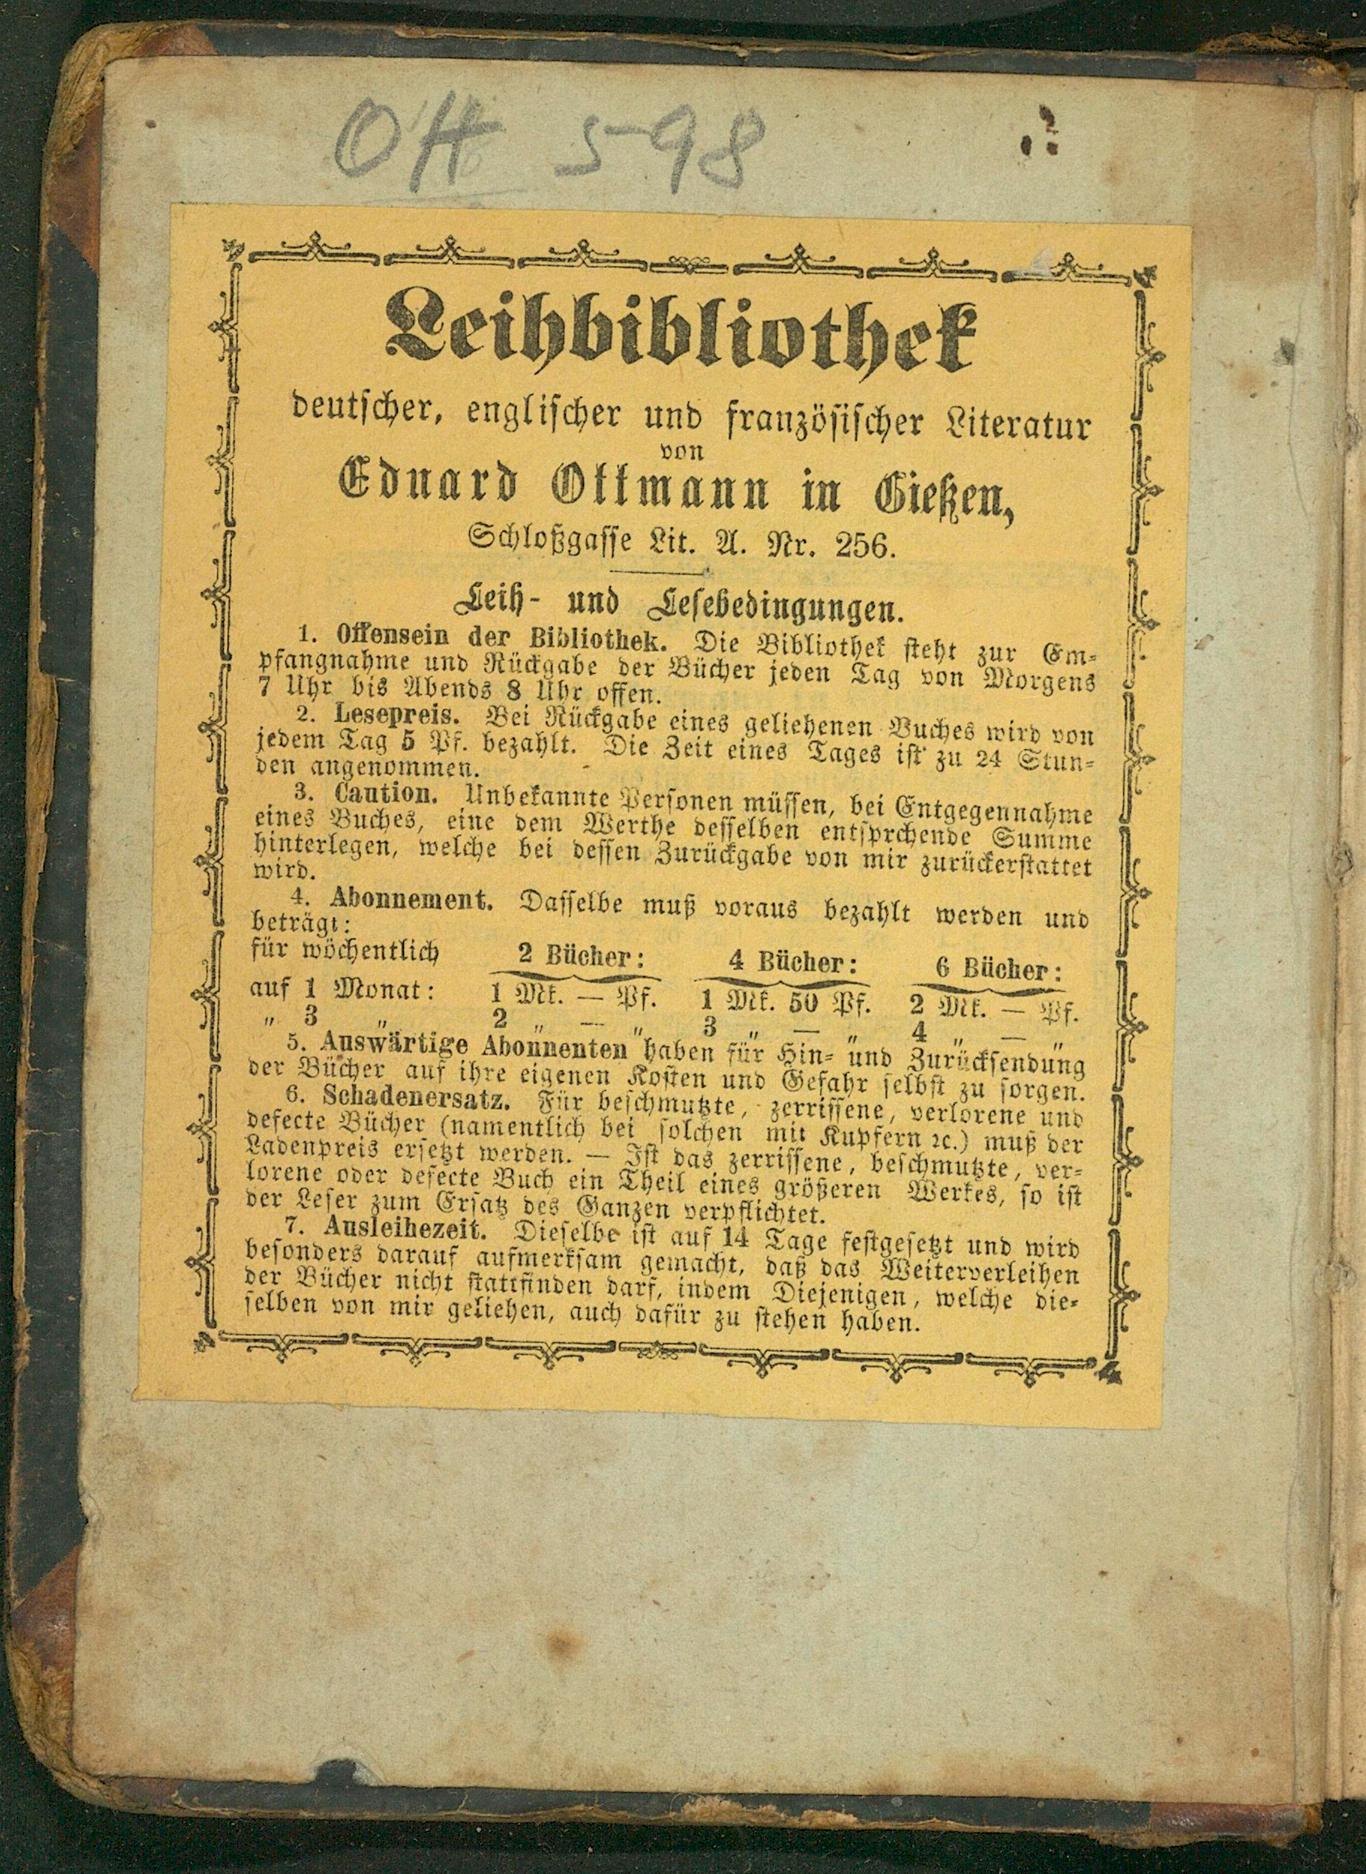 Ott 598
Leihbibliothek
deutscher, englischer und französischer Literatur
von
Eduard Ottmann in Gießen,
Schloßgasse Lit. A. Nr. 256.
Leih- und Lesebedingungen.
1. Offensein der Bibliothek. Die Bibliothek steht zur Em-
pfangnahme und Rückgabe der Bücher jeden Tag von Morgens
7 Uhr bis Abends 8 Uhr offen.
2. Lesepreis. Bei Rückgabe eines geliehenen Buches wird von
jedem Tag 5 Pf. bezahlt. Die Zeit eines Tages ist zu 24 Stun-
den angenommen.
3. Caution. Unbekannte Personen müssen, bei Entgegennahme
eines Buches, eine dem Werthe desselben entsprchende Summe
hinterlegen, welche bei dessen Zurückgabe von mir zurückerstattet
wird.
4. Abonnement. Dasselbe muß voraus bezahlt werden und
beträgt:
für wöchentlich 2 Bücher: 4 Bücher: 6 Bücher:
auf 1 Monat: 1 Mk. — Pf. 1 Mk. 50 Pf. 2 Mk. — Pf.
„ 3 „ 2 „ — „ 3 „ — „ 4 „ — „
5. Auswärtige Abonnenten haben für Hin- und Zurücksendung
der Bücher auf ihre eigenen Kosten und Gefahr selbst zu sorgen.
6. Schadenersatz. Für beschmutzte, zerrissene, verlorene und
defecte Bücher (namentlich bei solchen mit Kupfern ꝛc.) muß der
Ladenpreis ersetzt werden. — Ist das zerrissene, beschmutzte, ver-
lorene oder defecte Buch ein Theil eines größeren Werkes, so ist
der Leser zum Ersatz des Ganzen verpflichtet.
7. Ausleihezeit. Dieselbe ist auf 14 Tage festgesetzt und wird
besonders darauf aufmerksam gemacht, daß das Weiterverleihen
der Bücher nicht stattfinden darf, indem Diejenigen, welche die-
selben von mir geliehen, auch dafür zu stehen haben.